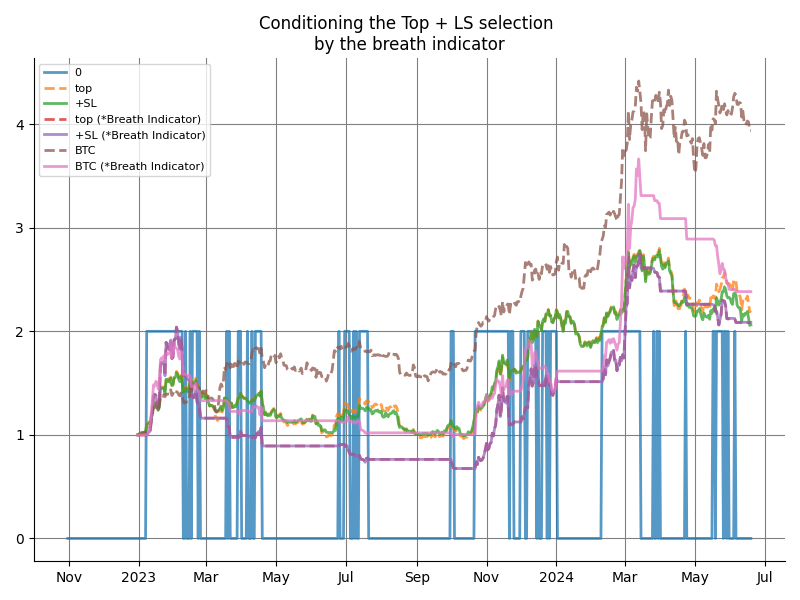 Conditioning the Top + LS selection
by the breath indicator
0
top
+SL
top (*Breath Indicator)
+SL (*Breath Indicator)
BTC
BTC (*Breath Indicator)
4
3
2
1
0
Nov 2023 Mar May Jul Sep Nov 2024 Mar May Jul